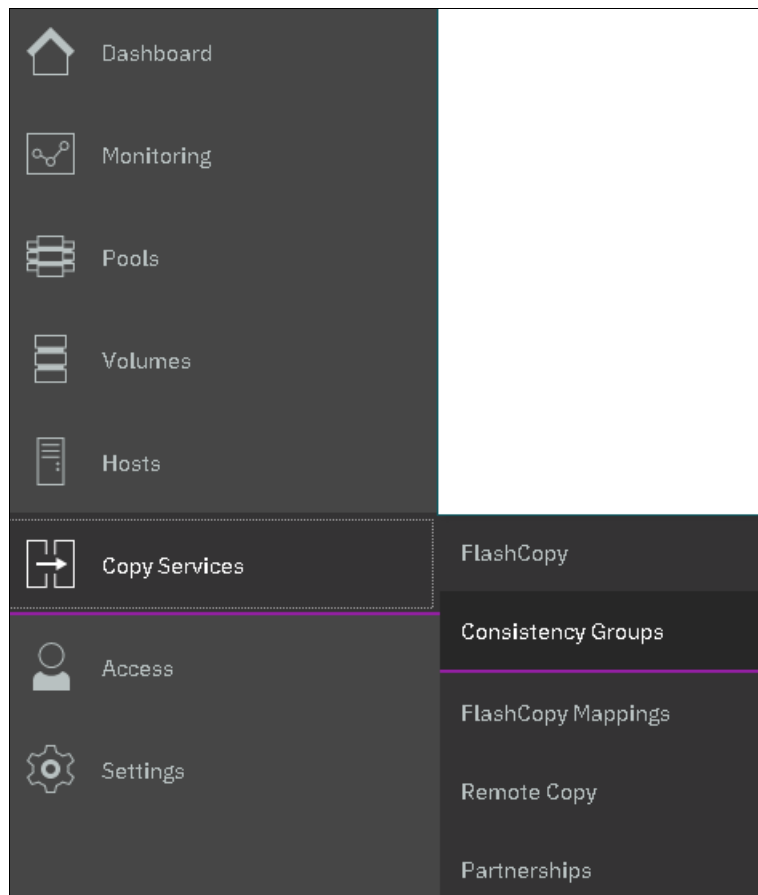 Dashboard
Monitoring
Pools
Volumes
Hosts
Copy Services
Access
Settings
FlashCopy
Consistency Groups
FlashCopy Mappings
Remote Copy
Partnerships